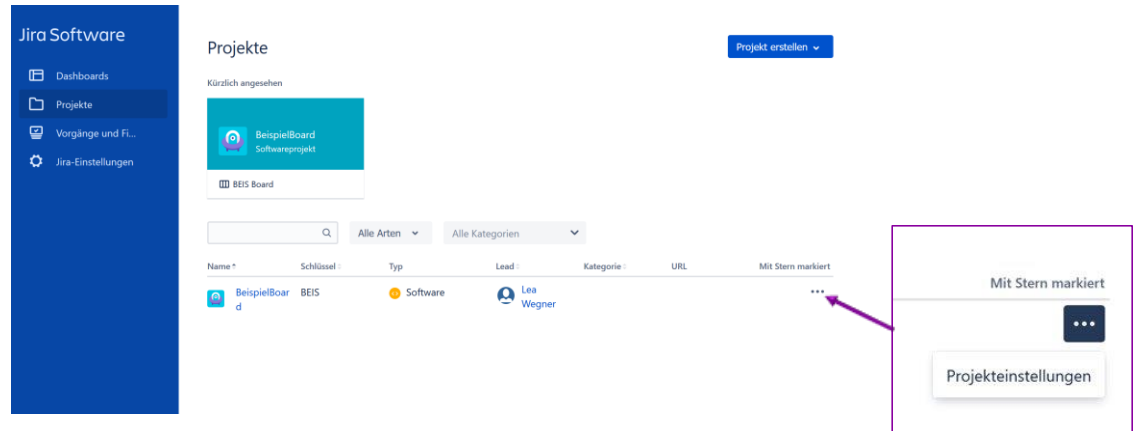 Jira Software
Dashboards
Projekte
Vorgänge und Fi...
Jira-Einstellungen
Projekte
Projekt erstellen
Kürzlich angesehen
BeispielBoard
Softwareprojekt
BEIS Board
Alle Arten
Alle Kategorien
Name Schlüssel Typ Lead Kategorie URL Mit Stern markiert
BeispielBoar BEIS Software Lea
d Wegner
Mit Stern markiert
Projekteinstellungen